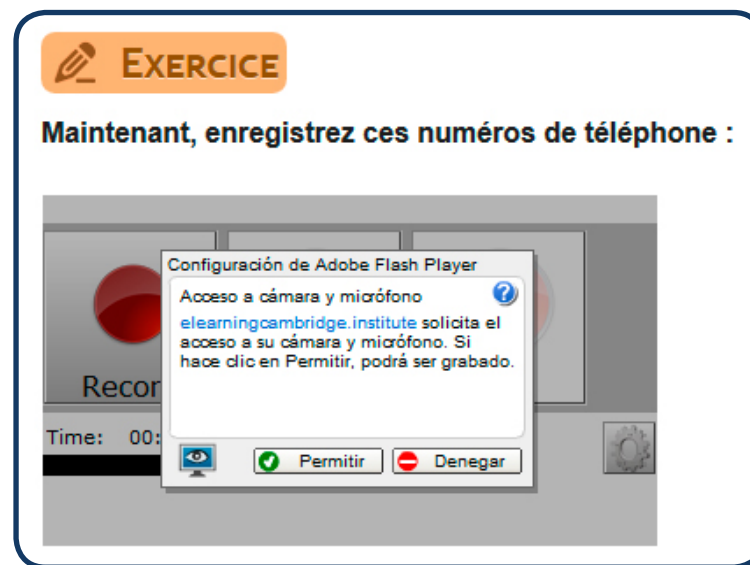 EXERCICE
Maintenant, enregistrez ces numéros de téléphone :
Configuración de Adobe Flash Player
Acceso a cámara y micrófono
elearningcambridge.institute solicita el
acceso a su cámara y micrófono. Si
hace clic en Permitir, podrá ser grabado.
Recor
Time: 00:
Permitir
Denegar